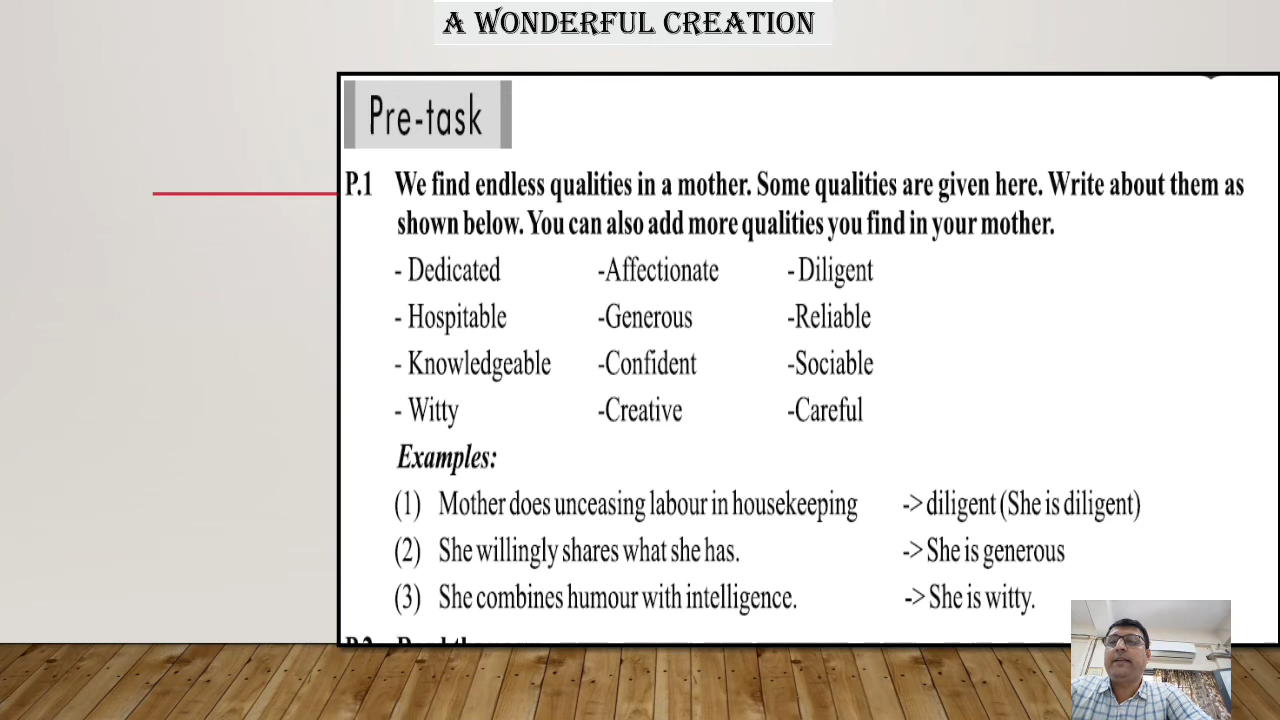 A WONDERFUL CREATION
Pre-task
P.1 We find endless qualities in a mother. Some qualities are given here. Write about them as
shown below. You can also add more qualities you find in your mother.
- Dedicated -Affectionate - Diligent
- Hospitable -Generous -Reliable
- Knowledgeable -Confident -Sociable
- Witty -Creative -Careful
Examples:
(1) Mother does unceasing labour in housekeeping -> diligent (She is diligent)
(2) She willingly shares what she has. -> She is generous
(3) She combines humour with intelligence. -> She is witty.